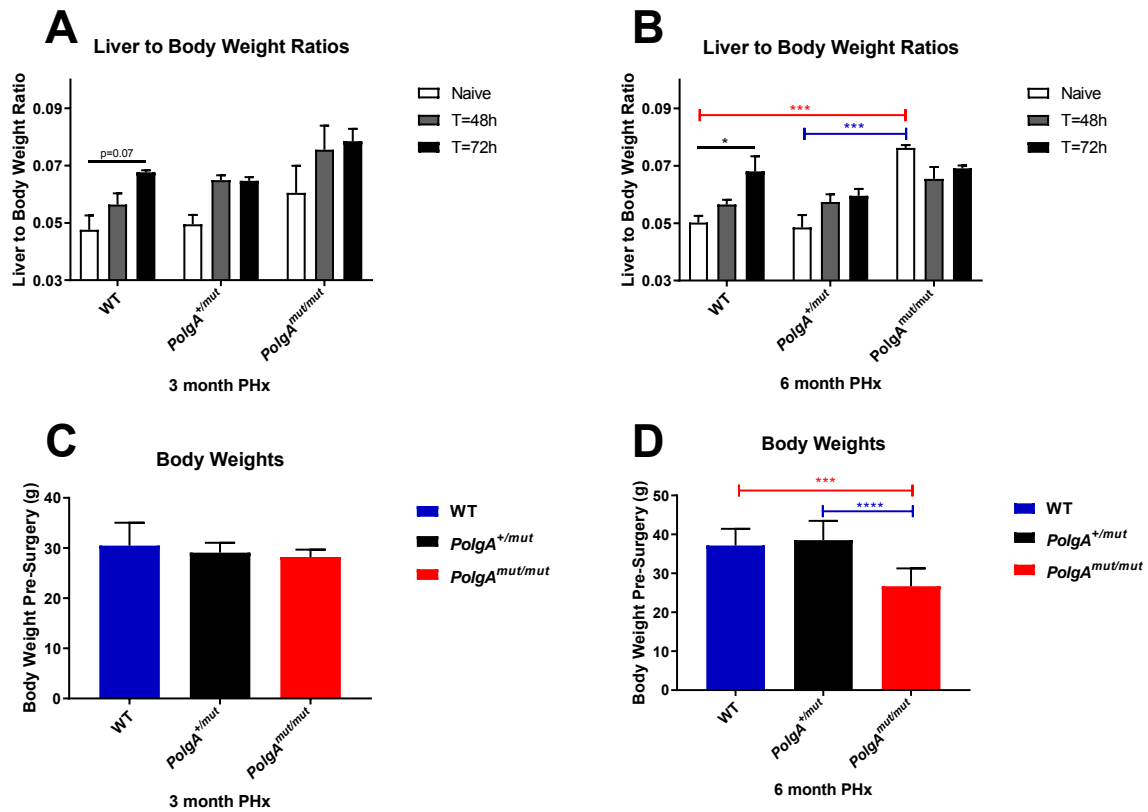 A
Liver to Body Weight Ratios
Liver to Body Weight Ratio
0.09
0.07
0.05
0.03
p=0.07
Naive
T=48h
T=72h
WT
PolgA+/mut
PolgAmut/mut
3 month PHx
B
Liver to Body Weight Ratios
Liver to Body Weight Ratio
0.09
0.07
0.05
0.03
***
***
*
Naive
T=48h
T=72h
WT
PolgA+/mut
PolgAmut/mut
6 month PHx
C
Body Weights
Body Weight Pre-Surgery (g)
40
30
20
10
0
WT
PolgA+/mut
PolgAmut/mut
WT
PolgA+/mut
PolgAmut/mut
3 month PHx
D
Body Weights
Body Weight Pre-Surgery (g)
50
40
30
20
10
0
***
****
WT
PolgA+/mut
PolgAmut/mut
WT
PolgA+/mut
PolgAmut/mut
6 month PHx